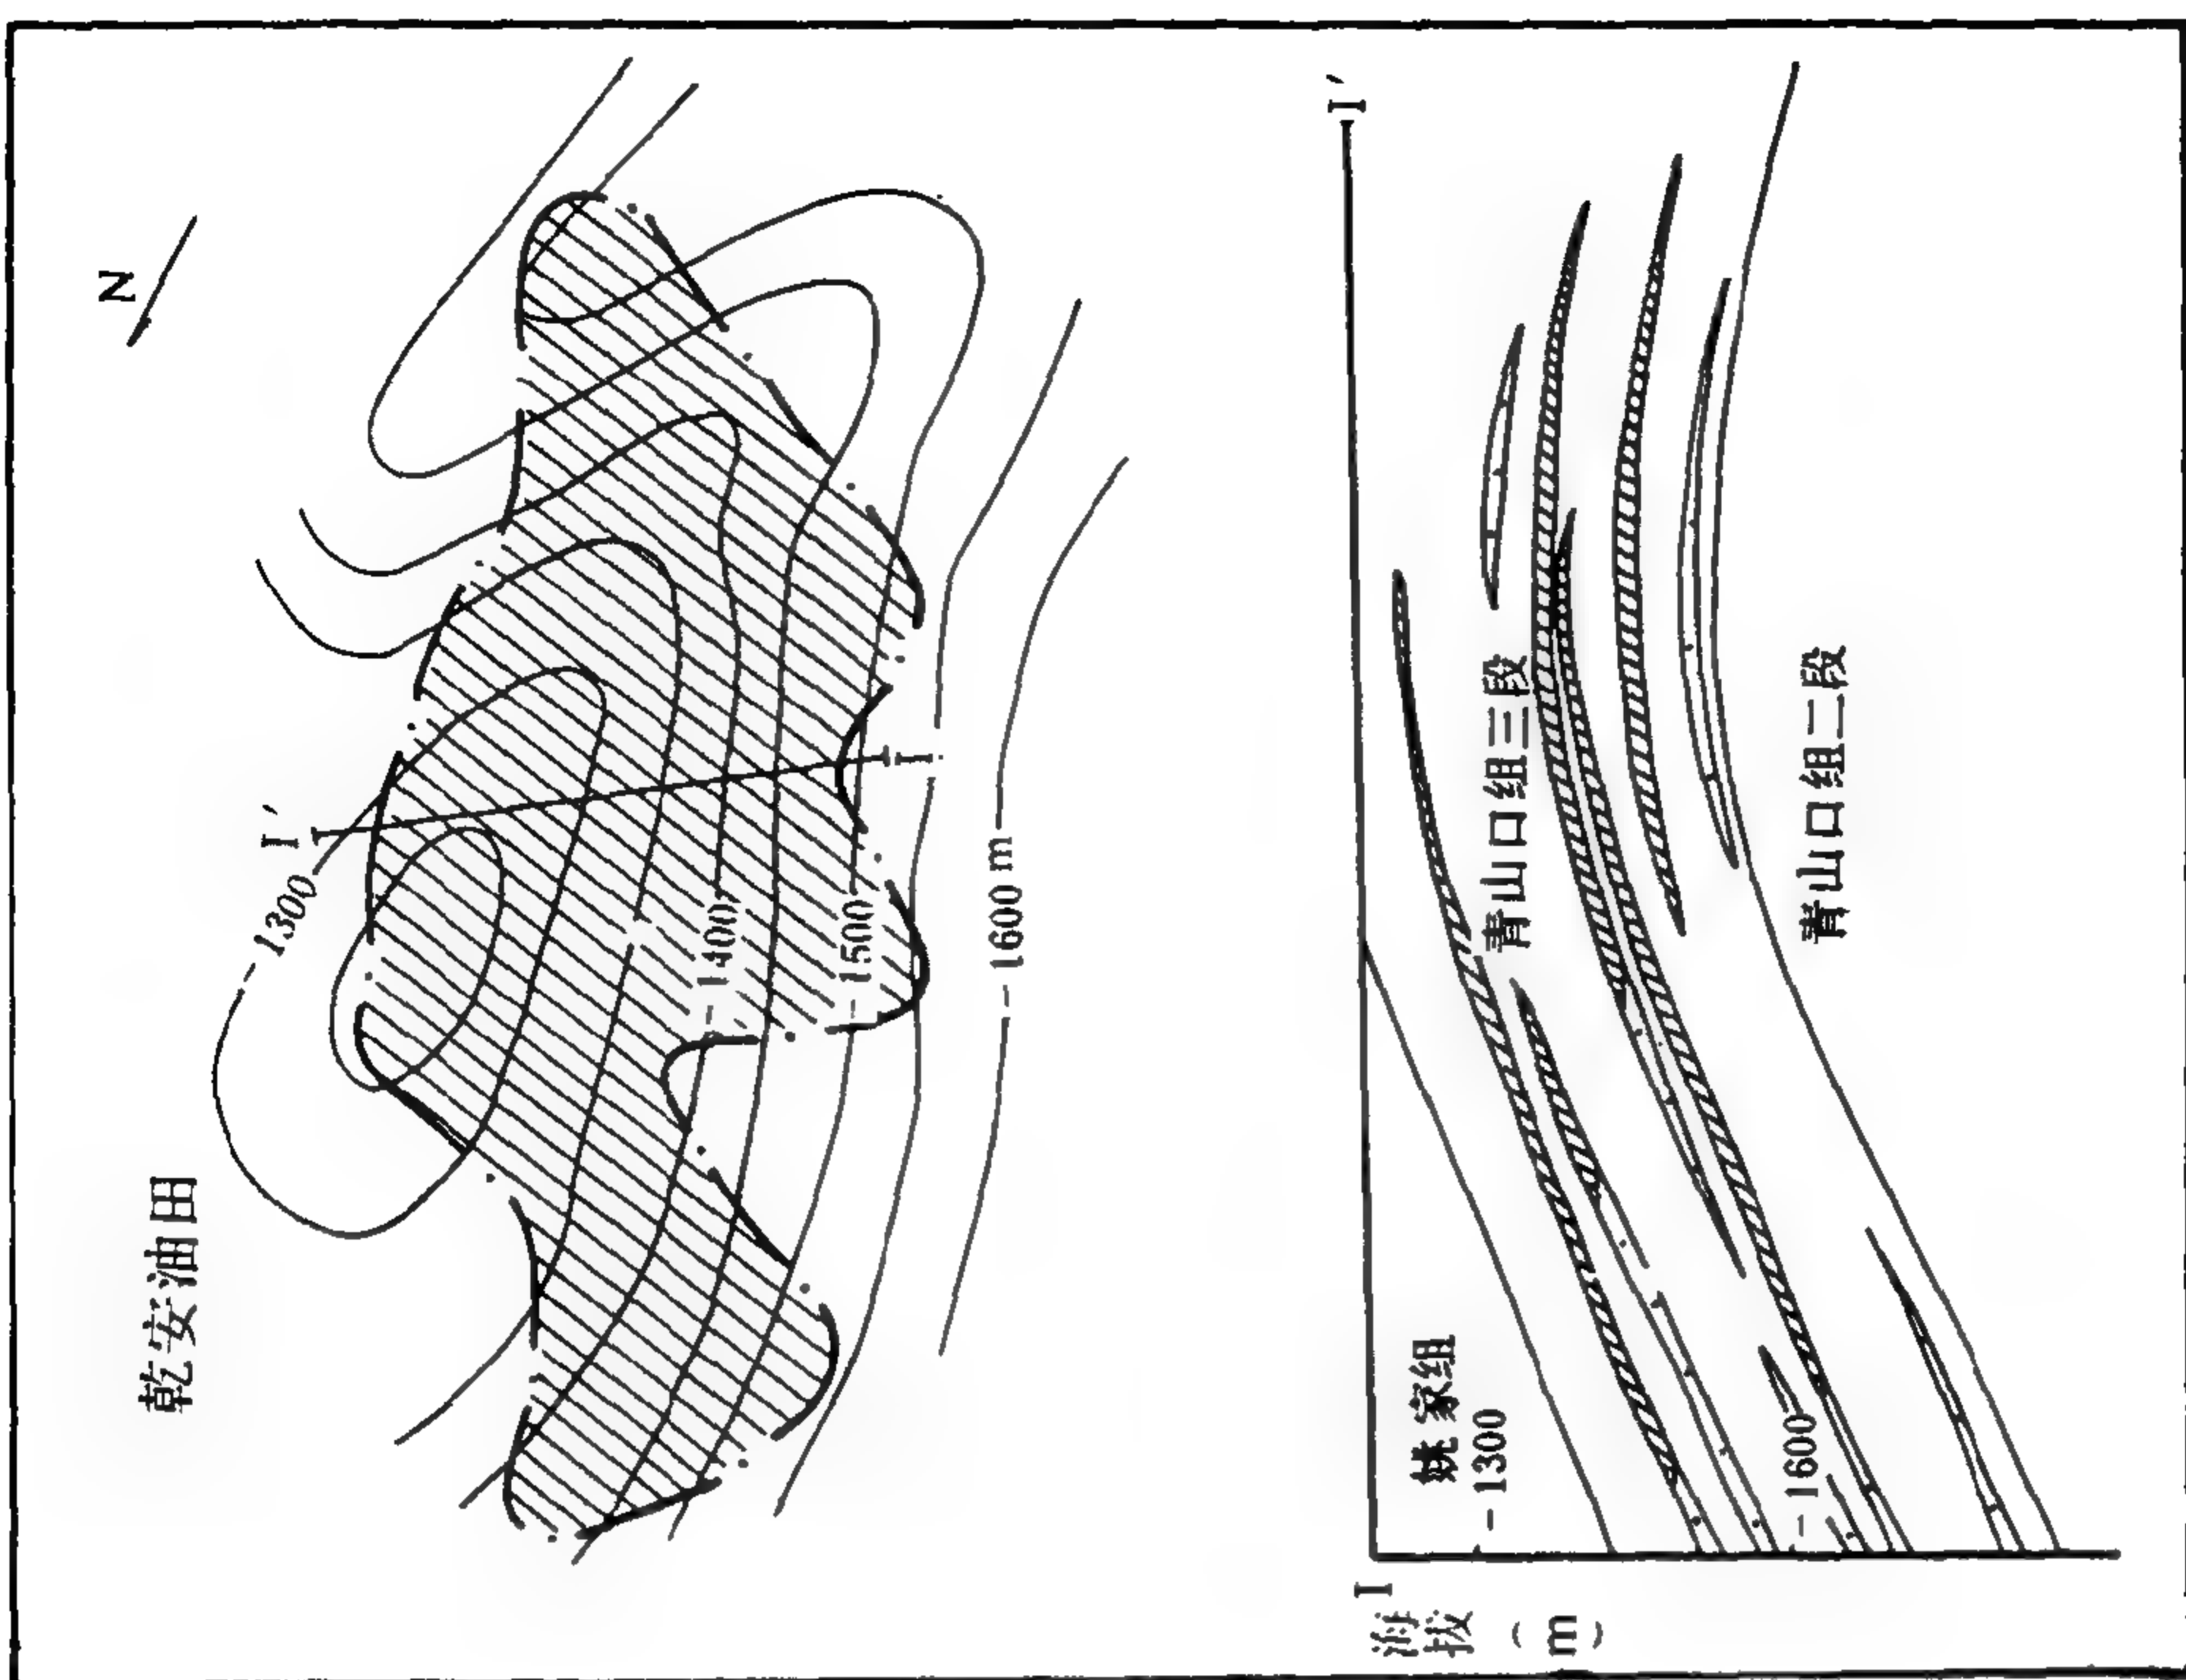 乾安油田
N
-1300
I′
I
-1400
-1500
-1600 m
海拔(m)
I
I′
姚家组
-1300
青山口组三段
-1600
青山口组二段